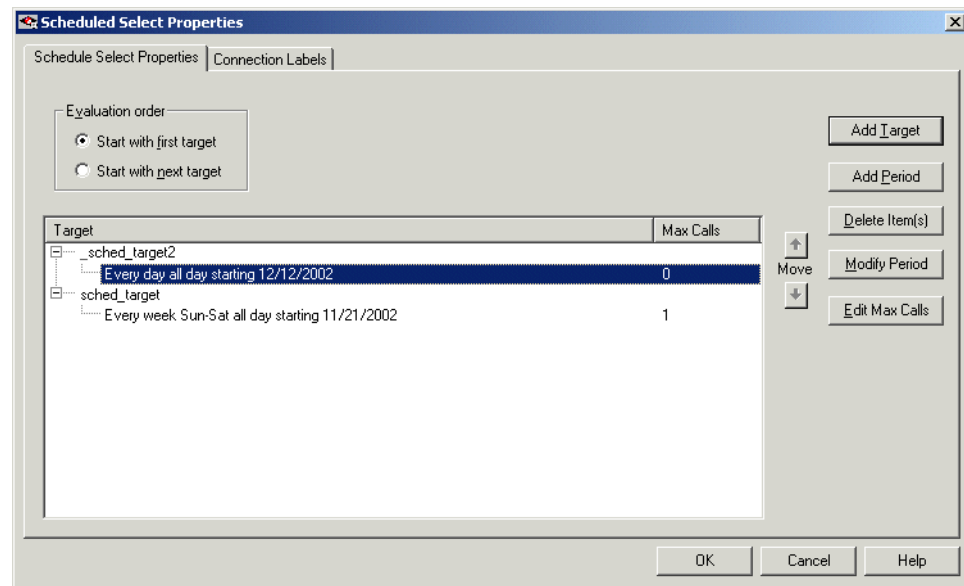 Scheduled Select Properties
Schedule Select Properties
Connection Labels
Evaluation order
Start with first target
Start with next target
Add Target
Add Period
Delete Item(s)
Modify Period
Edit Max Calls
Move
Target Max Calls
_sched_target2
Every day all day starting 12/12/2002 0
sched_target
Every week Sun-Sat all day starting 11/21/2002 1
OK Cancel Help